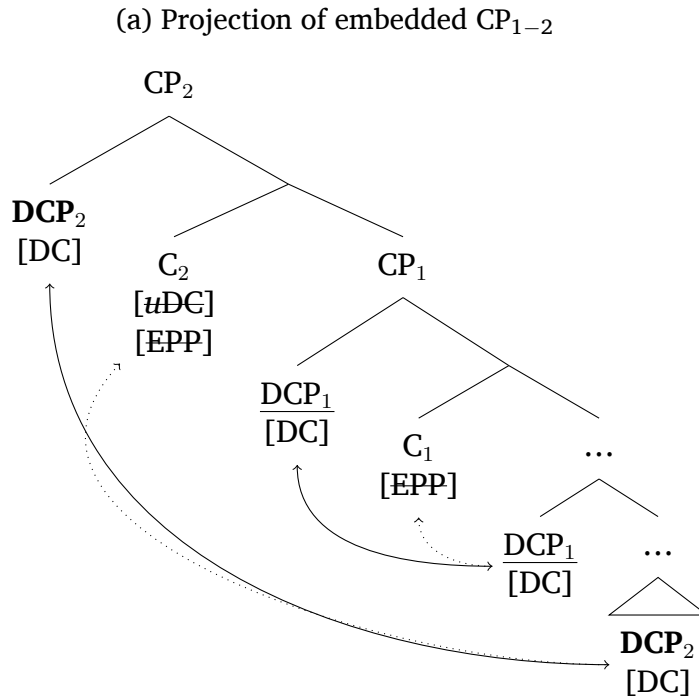 (a) Projection of embedded CP₁₋₂
CP₂
DCP₂
[DC]
C₂
[uDC]
[EPP]
CP₁
DCP₁
[DC]
C₁
[EPP]
...
DCP₁
[DC]
...
DCP₂
[DC]